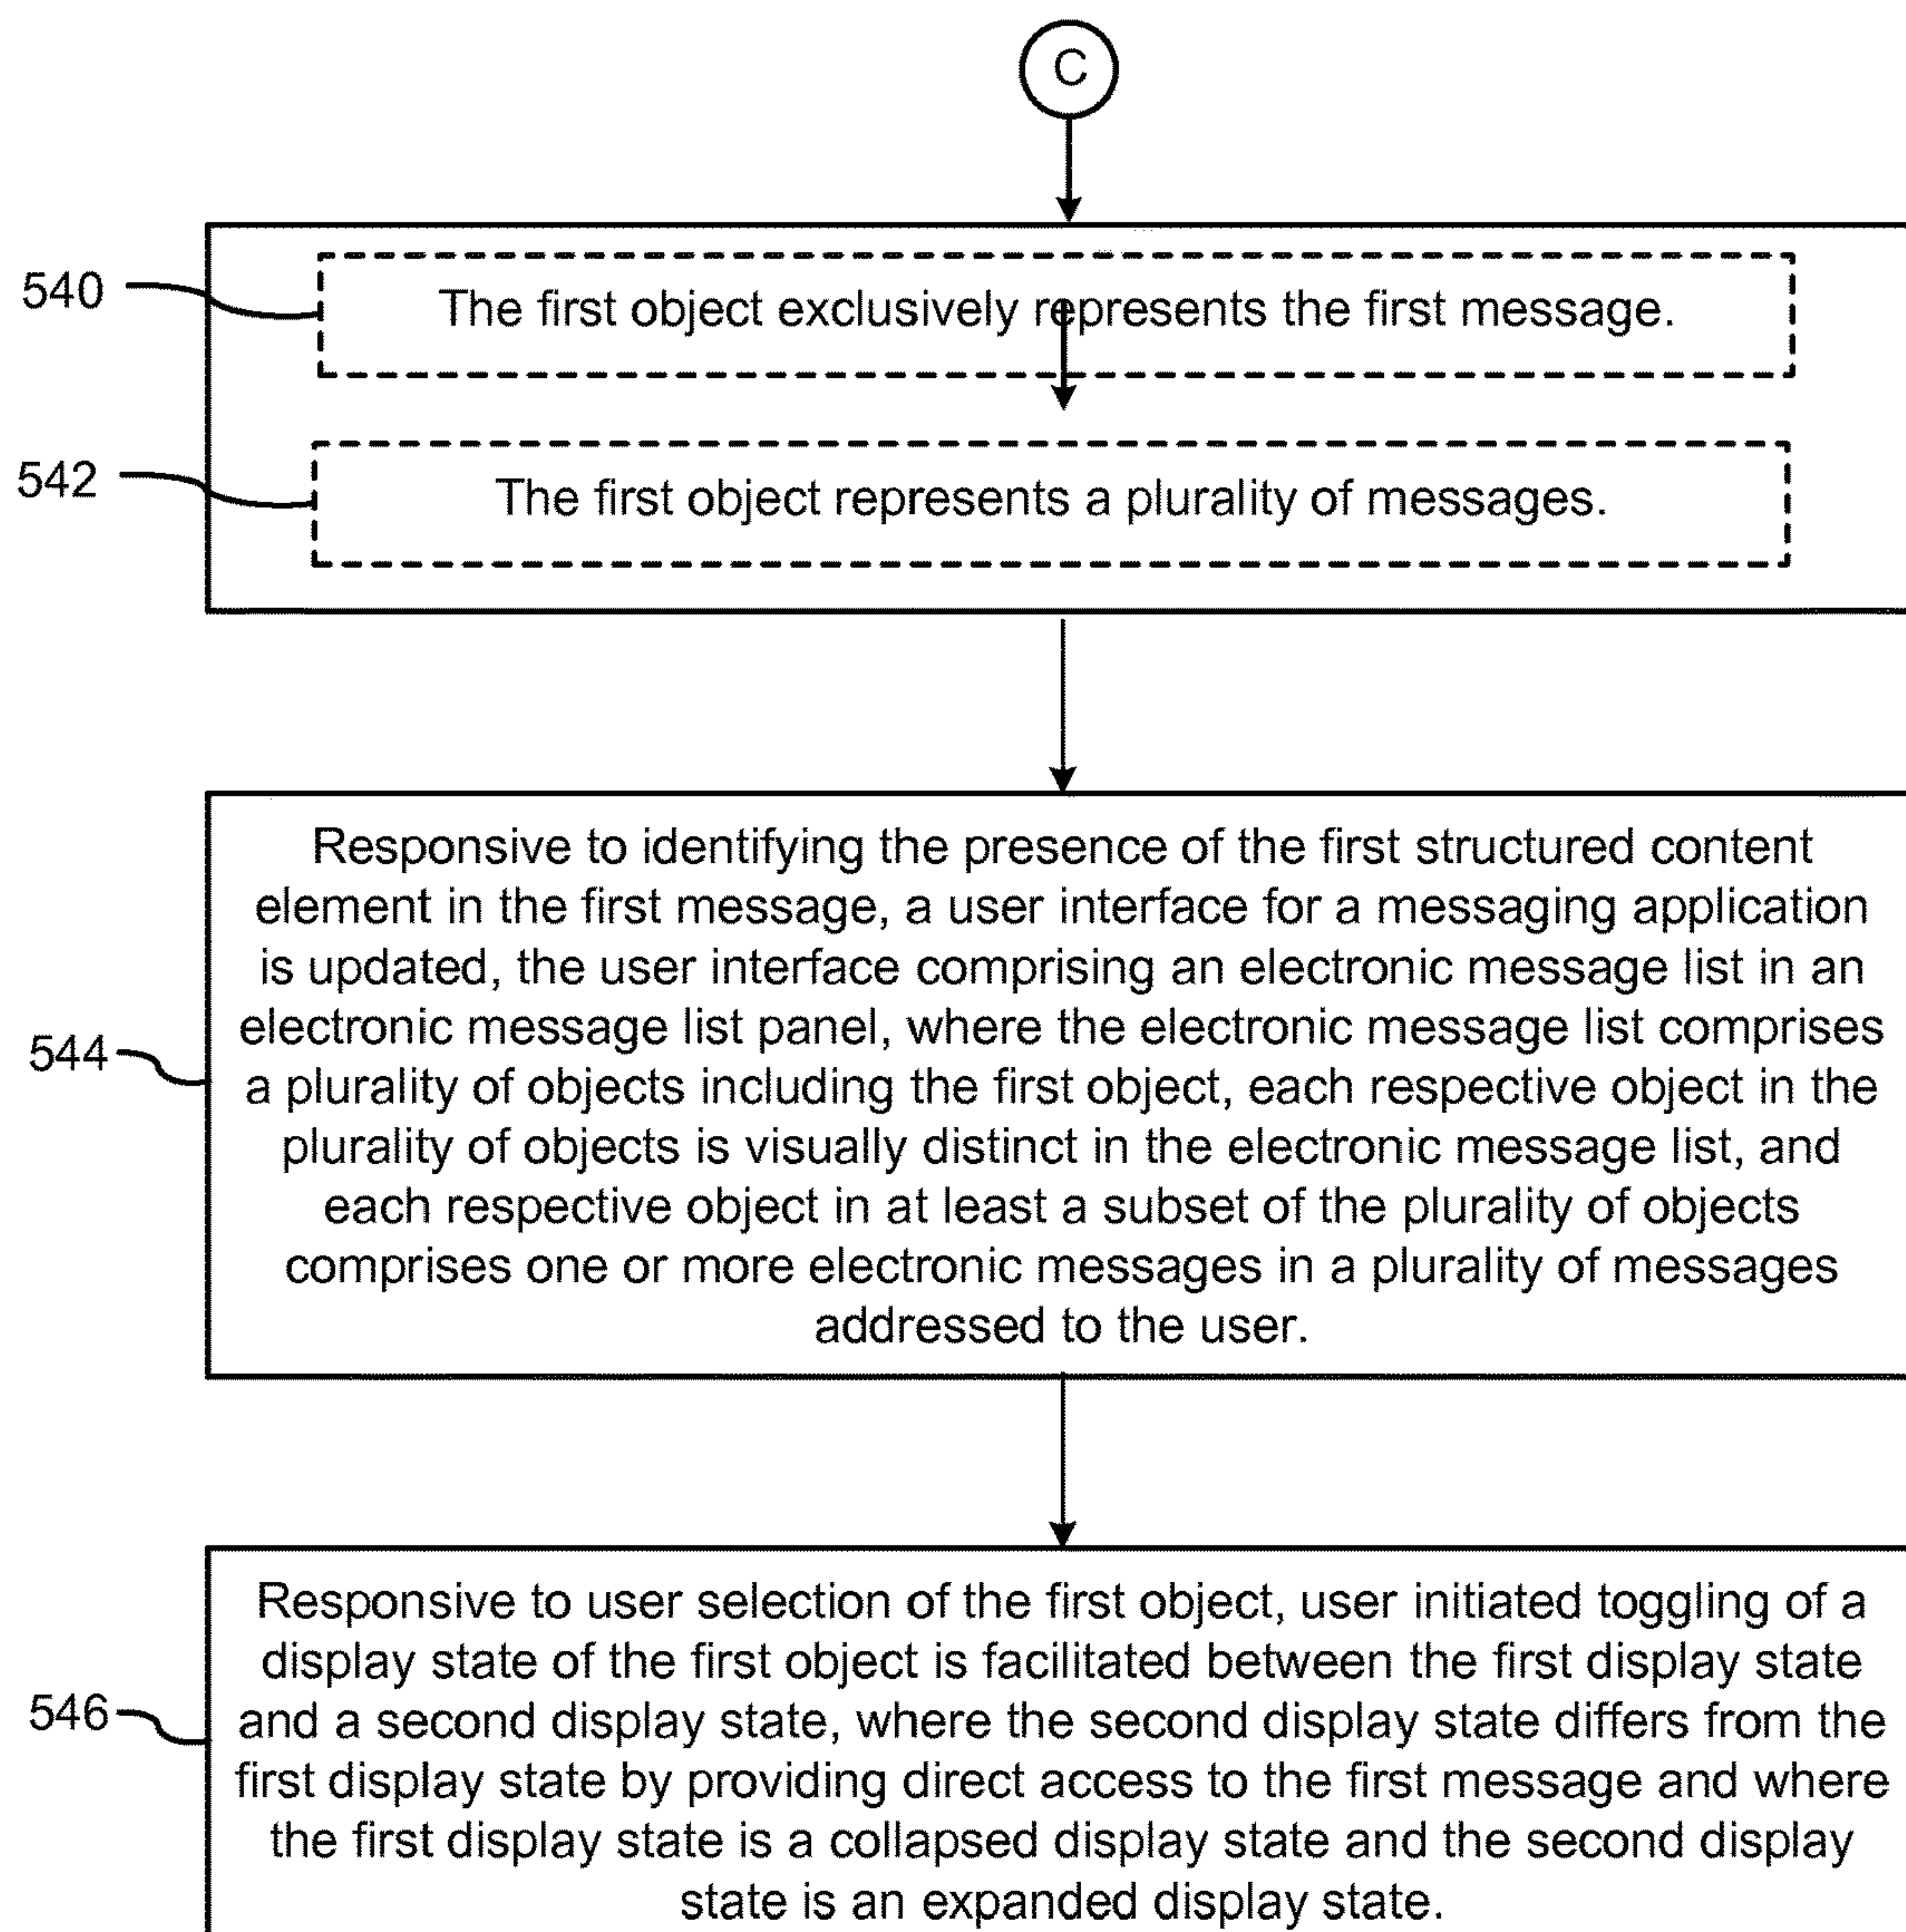 C
540
The first object exclusively represents the first message.
542
The first object represents a plurality of messages.
544
Responsive to identifying the presence of the first structured content
element in the first message, a user interface for a messaging application
is updated, the user interface comprising an electronic message list in an
electronic message list panel, where the electronic message list comprises
a plurality of objects including the first object, each respective object in the
plurality of objects is visually distinct in the electronic message list, and
each respective object in at least a subset of the plurality of objects
comprises one or more electronic messages in a plurality of messages
addressed to the user.
546
Responsive to user selection of the first object, user initiated toggling of a
display state of the first object is facilitated between the first display state
and a second display state, where the second display state differs from the
first display state by providing direct access to the first message and where
the first display state is a collapsed display state and the second display
state is an expanded display state.